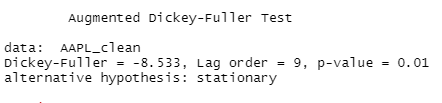 Augmented Dickey-Fuller Test
data:  AAPL_clean
Dickey-Fuller = -8.533, Lag order = 9, p-value = 0.01
alternative hypothesis: stationary